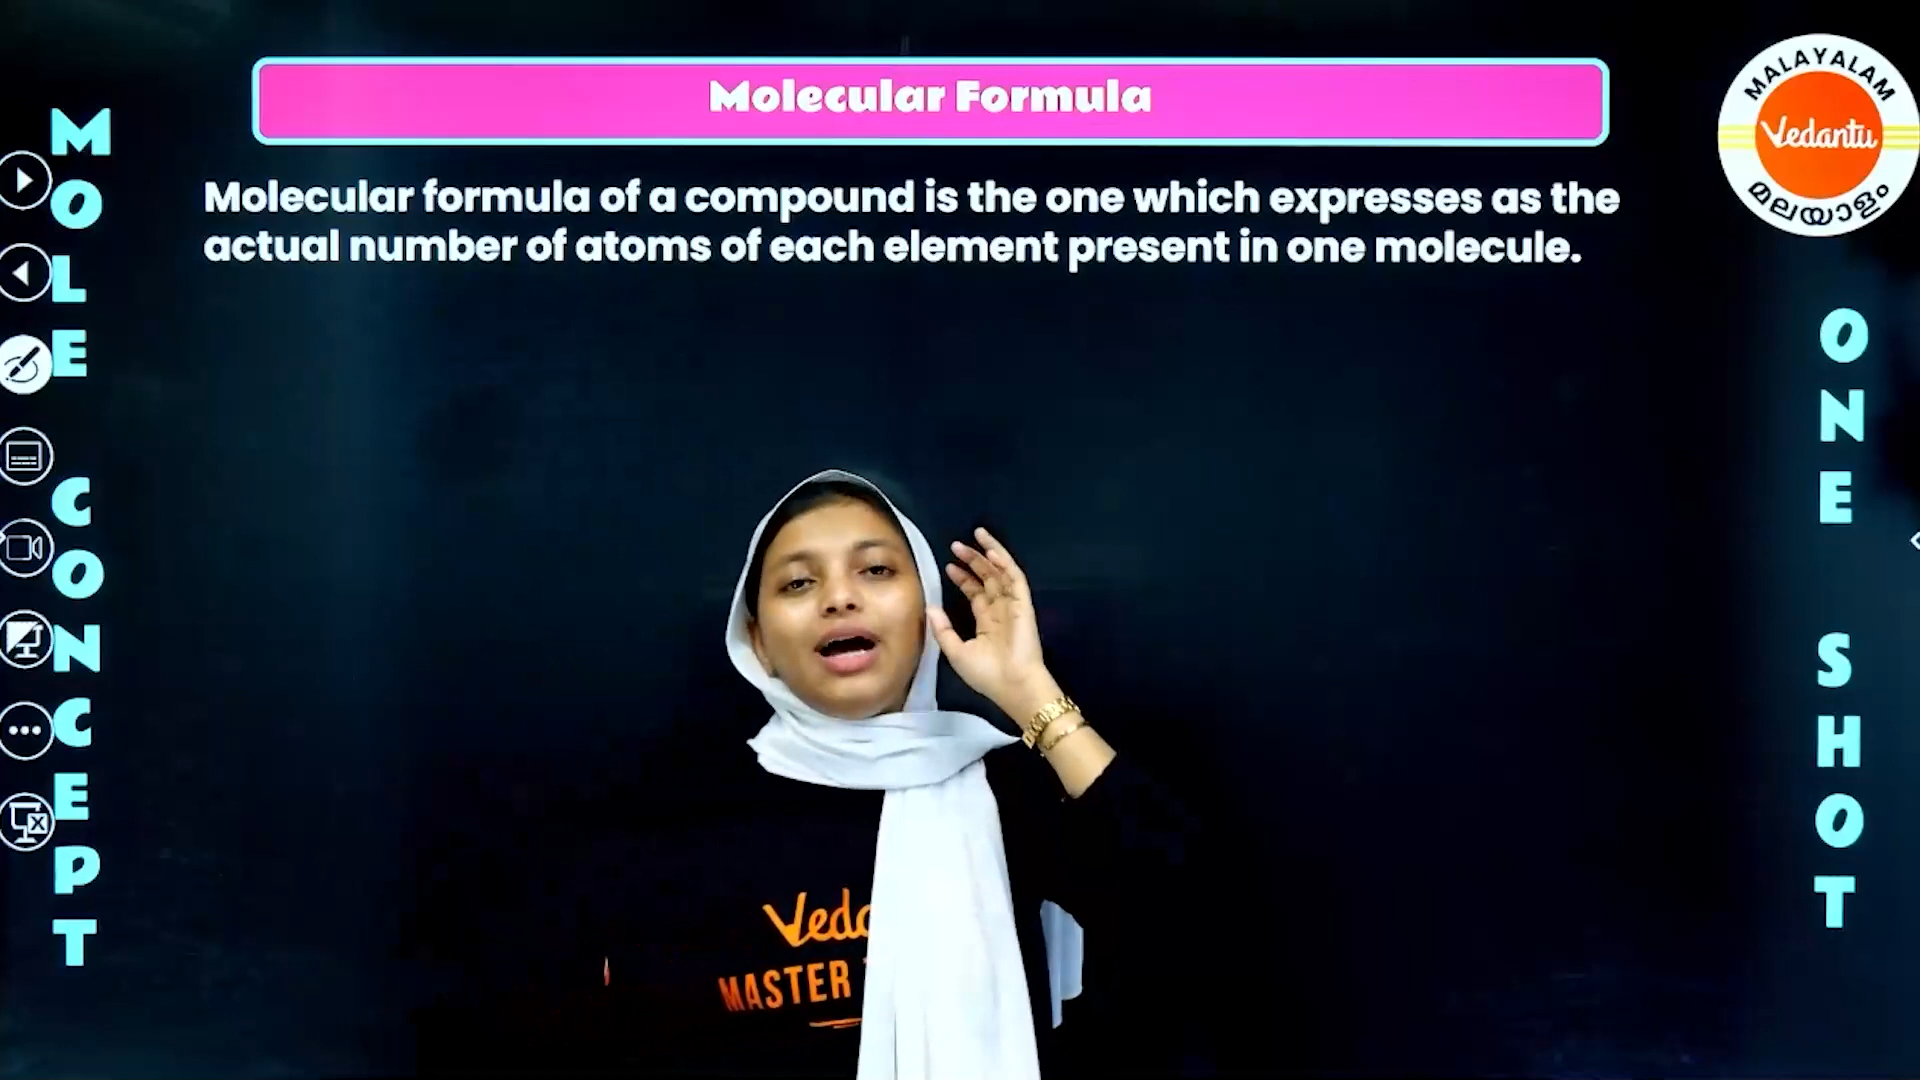 Molecular Formula
Molecular formula of a compound is the one which expresses as the
actual number of atoms of each element present in one molecule.
MOLE CONCEPT
MALAYALAM
Vedantu
മലയാളം
ONE SHOT
MASTER